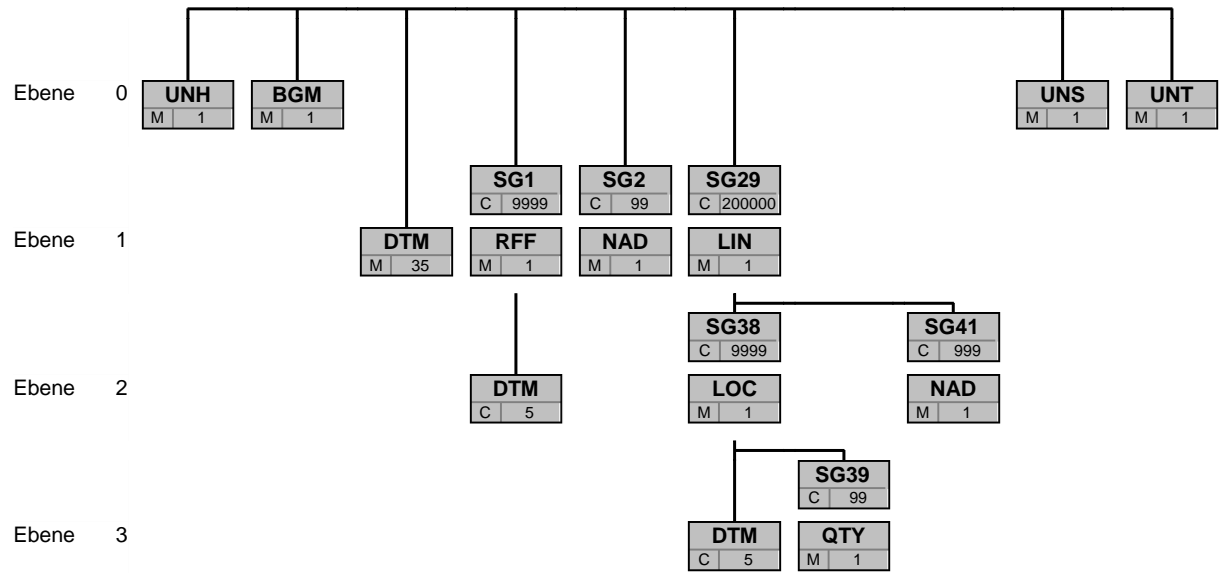 Ebene 0 UNH BGM UNS UNT
M 1 M 1 M 1 M 1
SG1 SG2 SG29
C 9999 C 99 C 200000
Ebene 1 DTM RFF NAD LIN
M 35 M 1 M 1 M 1
SG38 SG41
C 9999 C 999
Ebene 2 DTM LOC NAD
C 5 M 1 M 1
SG39
C 99
Ebene 3 DTM QTY
C 5 M 1